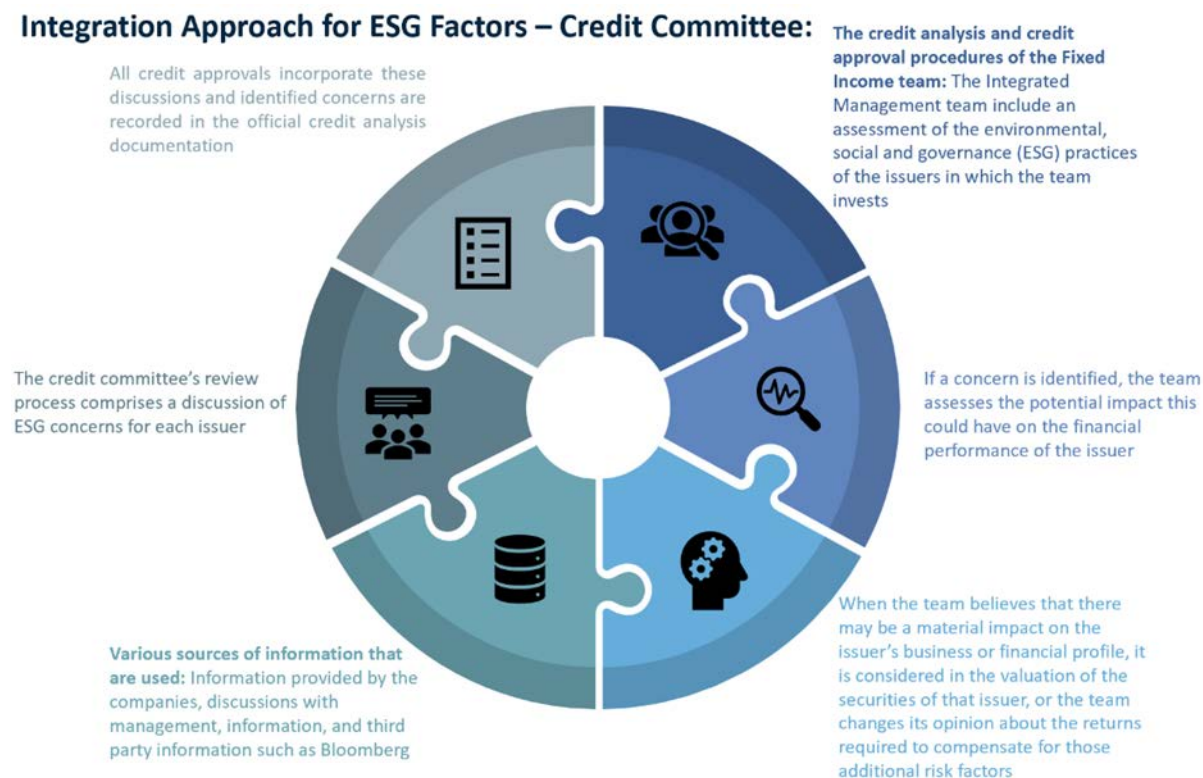 Integration Approach for ESG Factors – Credit Committee:
The credit analysis and credit
approval procedures of the Fixed
Income team: The Integrated
Management team include an
assessment of the environmental,
social and governance (ESG) practices
of the issuers in which the team
invests
If a concern is identified, the team
assesses the potential impact this
could have on the financial
performance of the issuer
When the team believes that there
may be a material impact on the
issuer's business or financial profile, it
is considered in the valuation of the
securities of that issuer, or the team
changes its opinion about the returns
required to compensate for those
additional risk factors
Various sources of information that
are used: Information provided by the
companies, discussions with
management, information, and third
party information such as Bloomberg
The credit committee's review
process comprises a discussion of
ESG concerns for each issuer
All credit approvals incorporate these
discussions and identified concerns are
recorded in the official credit analysis
documentation